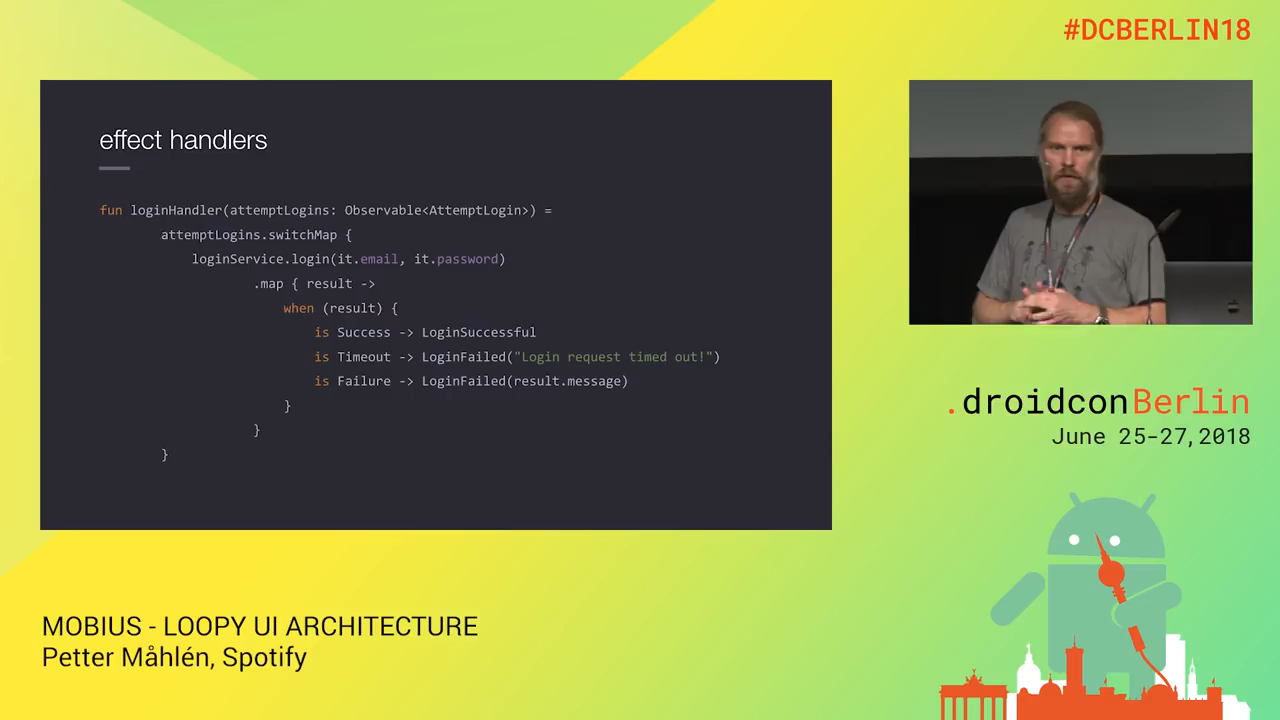 #DCBERLIN18
effect handlers
fun loginHandler(attemptLogins: Observable<AttemptLogin>) =
attemptLogins.switchMap {
loginService.login(it.email, it.password)
.map { result ->
when (result) {
is Success -> LoginSuccessful
is Timeout -> LoginFailed("Login request timed out!")
is Failure -> LoginFailed(result.message)
}
}
}
.droidconBerlin
June 25-27,2018
MOBIUS - LOOPY UI ARCHITECTURE
Petter Måhlén, Spotify